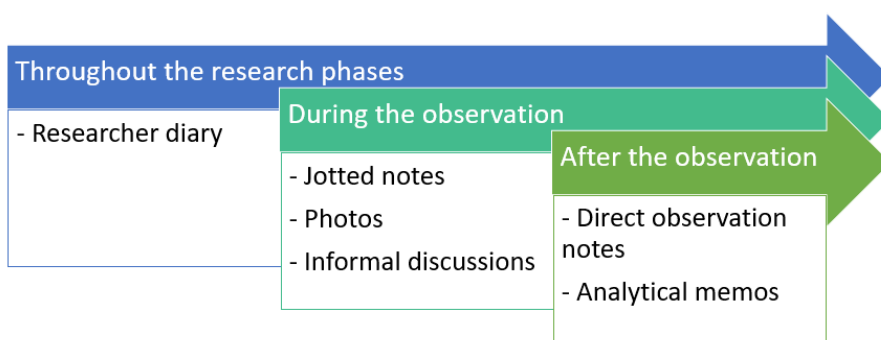 Throughout the research phases
- Researcher diary
During the observation
- Jotted notes
- Photos
- Informal discussions
After the observation
- Direct observation
notes
- Analytical memos